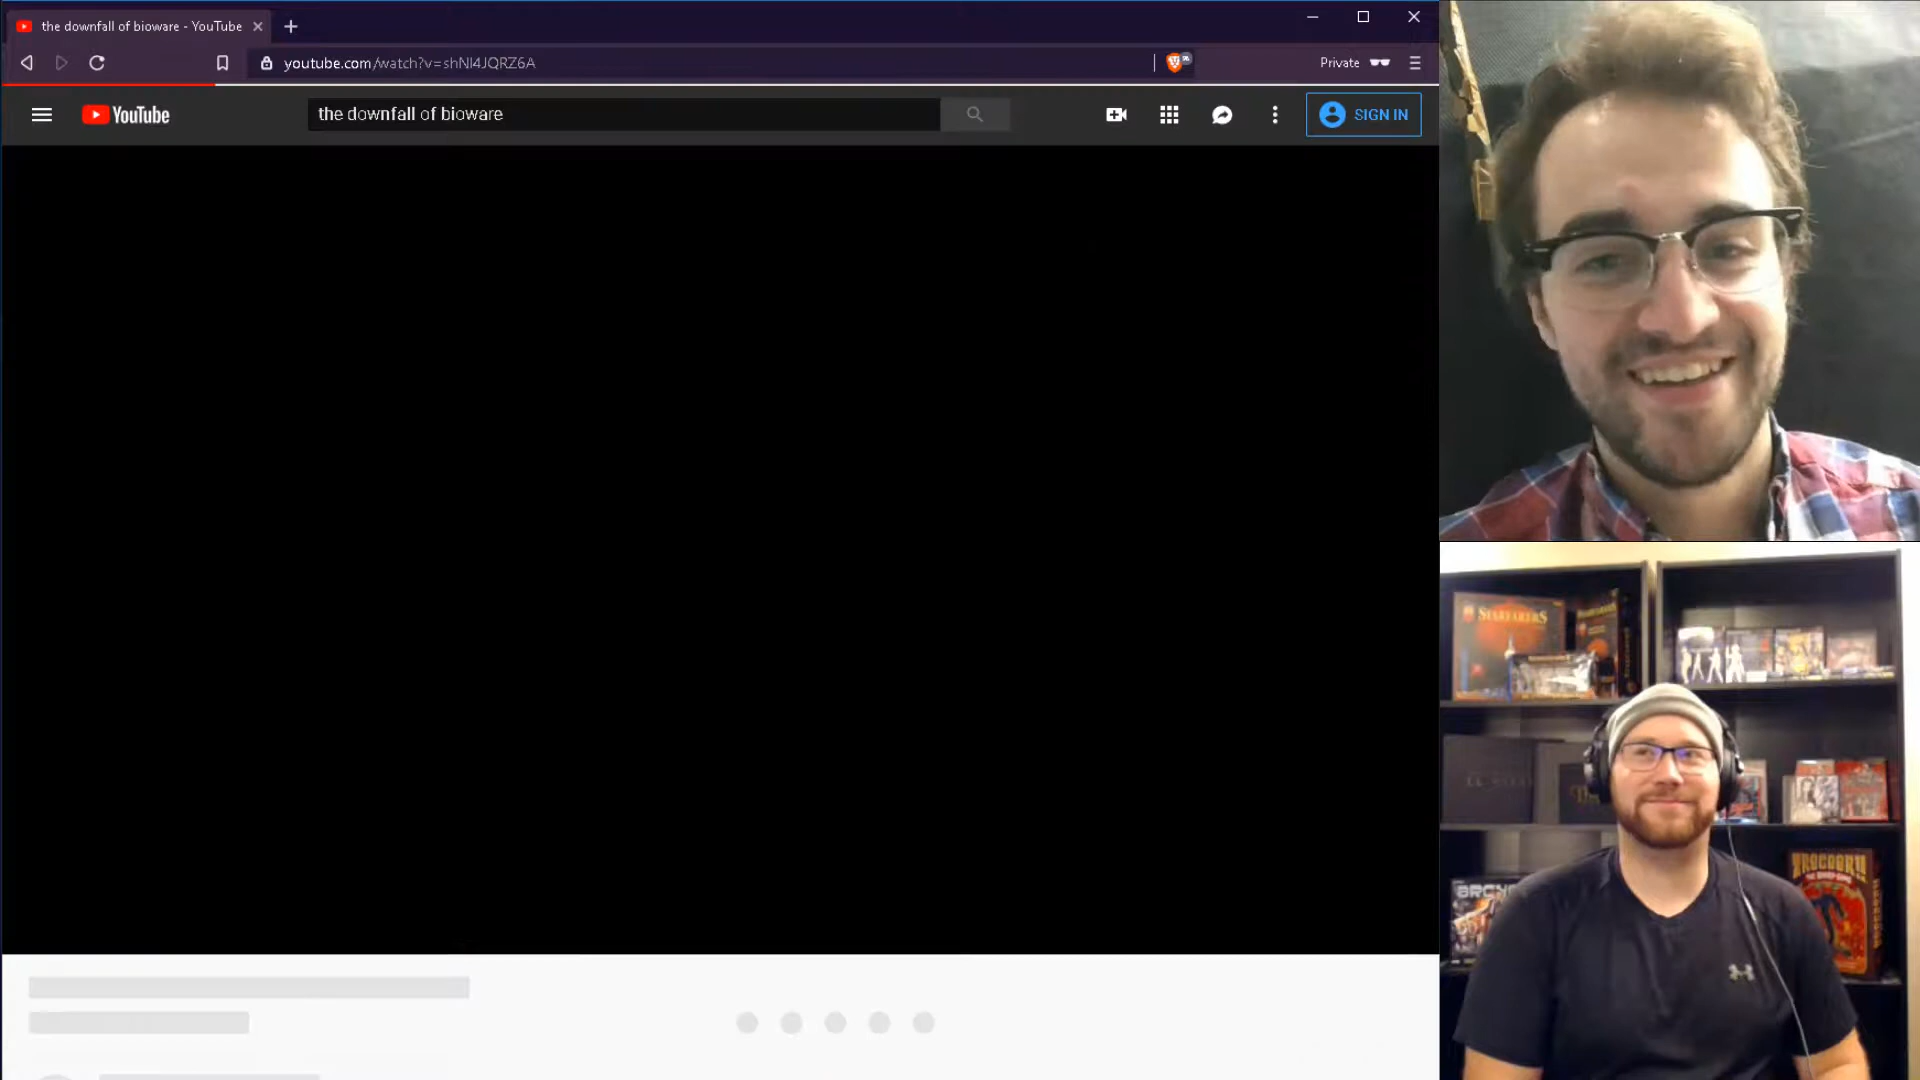 the downfall of bioware - YouTube
youtube.com/watch?v=shNl4JQRZ6A
Private
YouTube
the downfall of bioware
SIGN IN
STARFARERS